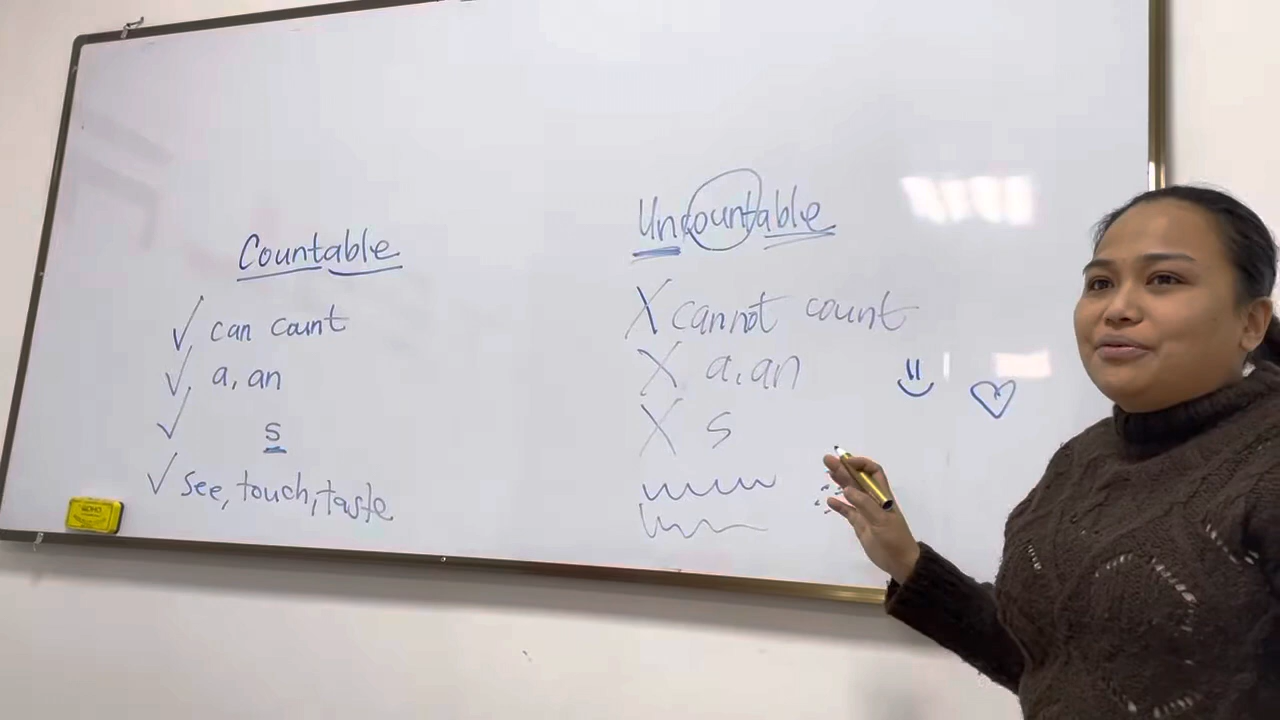 Countable
✓ can count
✓ a, an
✓ s
✓ see, touch, taste
Uncountable
X cannot count
X a, an
X s